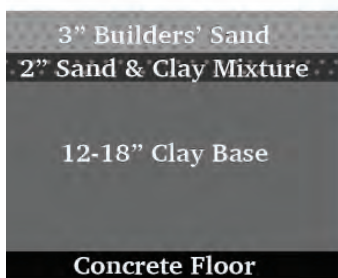 3” Builders’ Sand
2” Sand & Clay Mixture
12-18” Clay Base
Concrete Floor